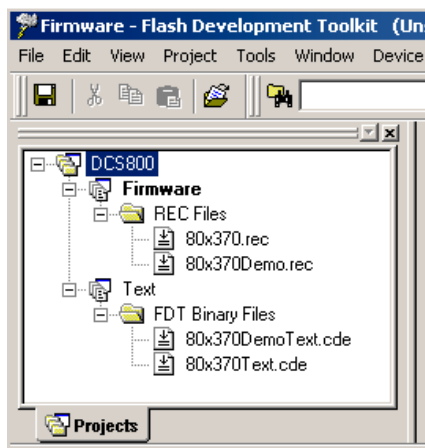 Firmware - Flash Development Toolkit (Un
File Edit View Project Tools Window Device
DCS800
Firmware
REC Files
80x370.rec
80x370Demo.rec
Text
FDT Binary Files
80x370DemoText.cde
80x370Text.cde
Projects